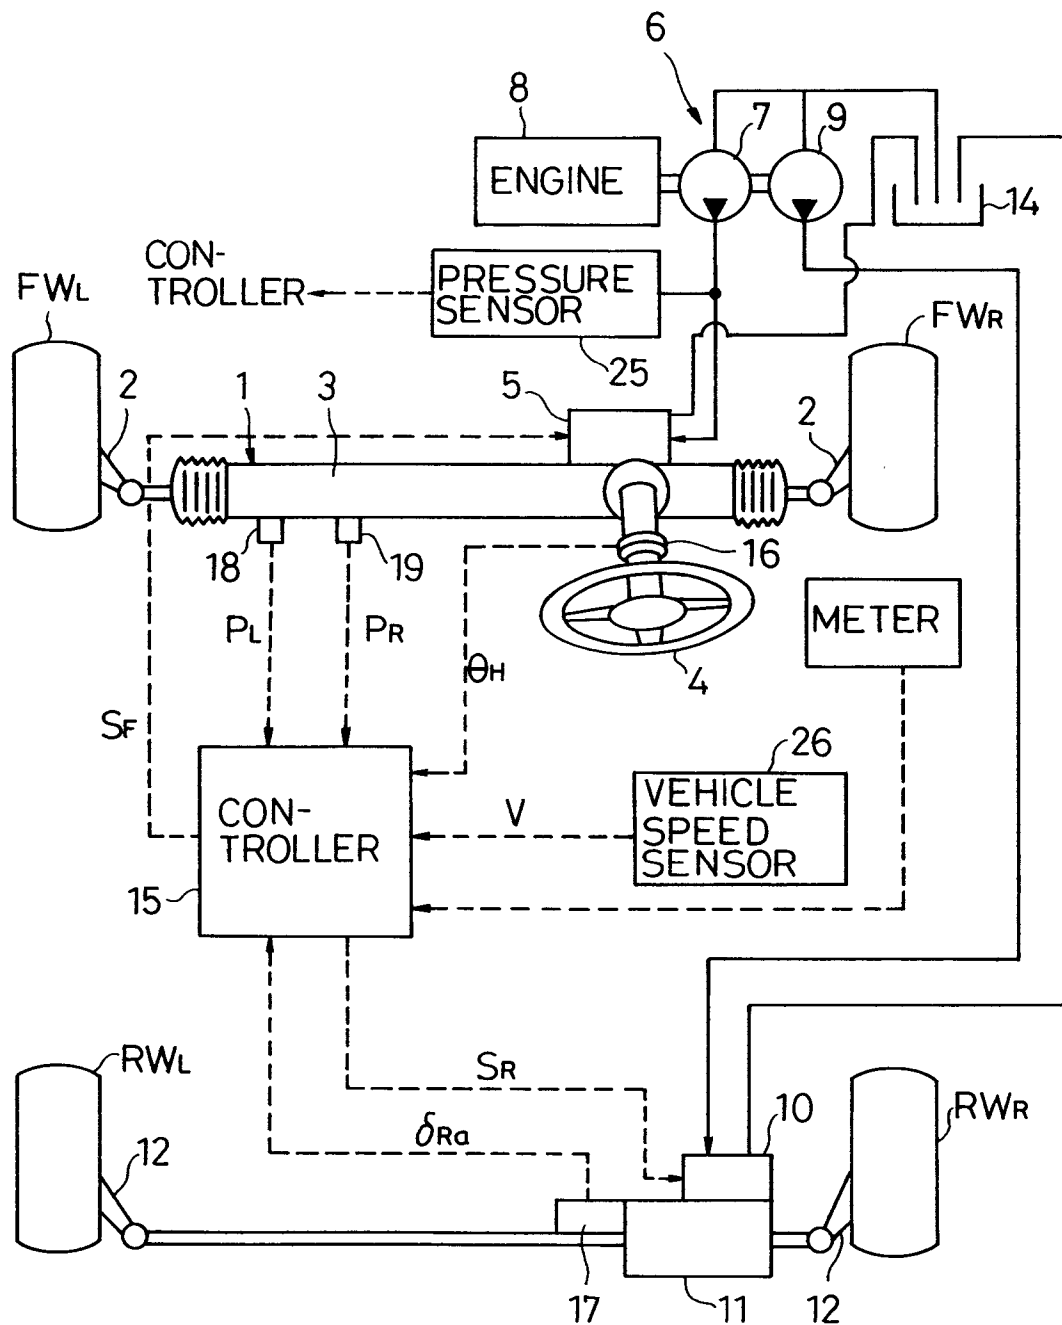 6
8
7
9
ENGINE
14
CON-
TROLLER
PRESSURE
SENSOR
25
FWL
FWR
2
1
3
5
2
18
19
16
PL
PR
θH
4
METER
SF
26
VEHICLE
SPEED
SENSOR
V
CON-
TROLLER
15
RWL
SR
δRa
10
RWR
12
17
11
12